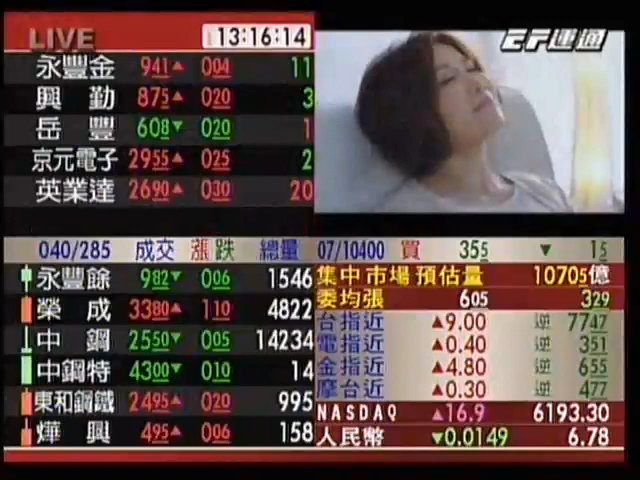 LIVE 13:16:14
永豐金 941▲ 004 11
興勤 875▲ 020 3
岳豐 608▼ 020 1
京元電子 2955▲ 025 2
英業達 2690▲ 030 20
EF運通
040/285 成交 漲跌 總量
永豐餘 982▼ 006 1546
榮成 3380▲ 110 4822
中鋼 2550▼ 005 14234
中鋼特 4300▼ 010 14
東和鋼鐵 2495▲ 020 995
燁興 495▲ 006 158
07/10400 買 355 ▼ 15
集中市場預估量 10705億
委均張 605 329
台指近 ▲9.00 逆 7747
電指近 ▲0.40 逆 351
金指近 ▲4.80 逆 655
摩台近 ▲0.30 逆 477
NASDAQ ▲16.9 6193.30
人民幣 ▼0.0149 6.78